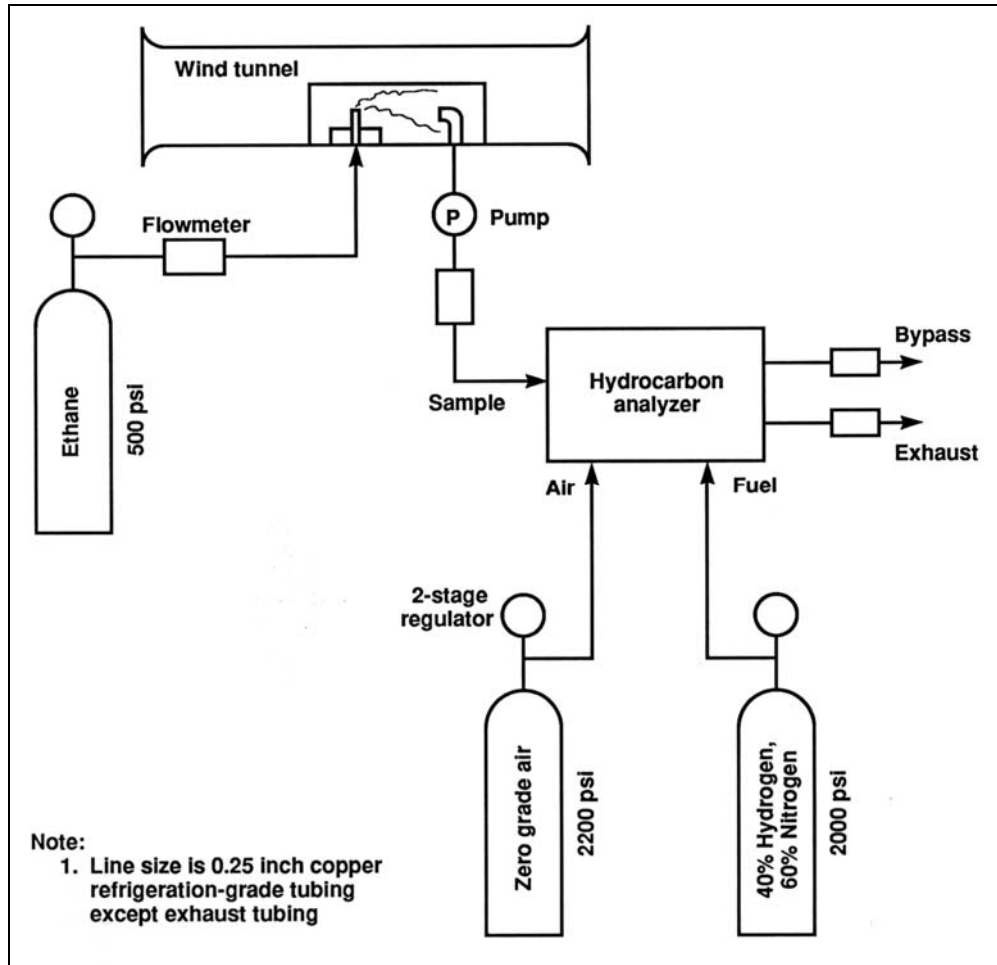 Wind tunnel
Flowmeter
P
Pump
Ethane
500 psi
Sample
Hydrocarbon
analyzer
Bypass
Exhaust
Air
Fuel
2-stage
regulator
Zero grade air
2200 psi
40% Hydrogen,
60% Nitrogen
2000 psi
Note:
1. Line size is 0.25 inch copper
refrigeration-grade tubing
except exhaust tubing